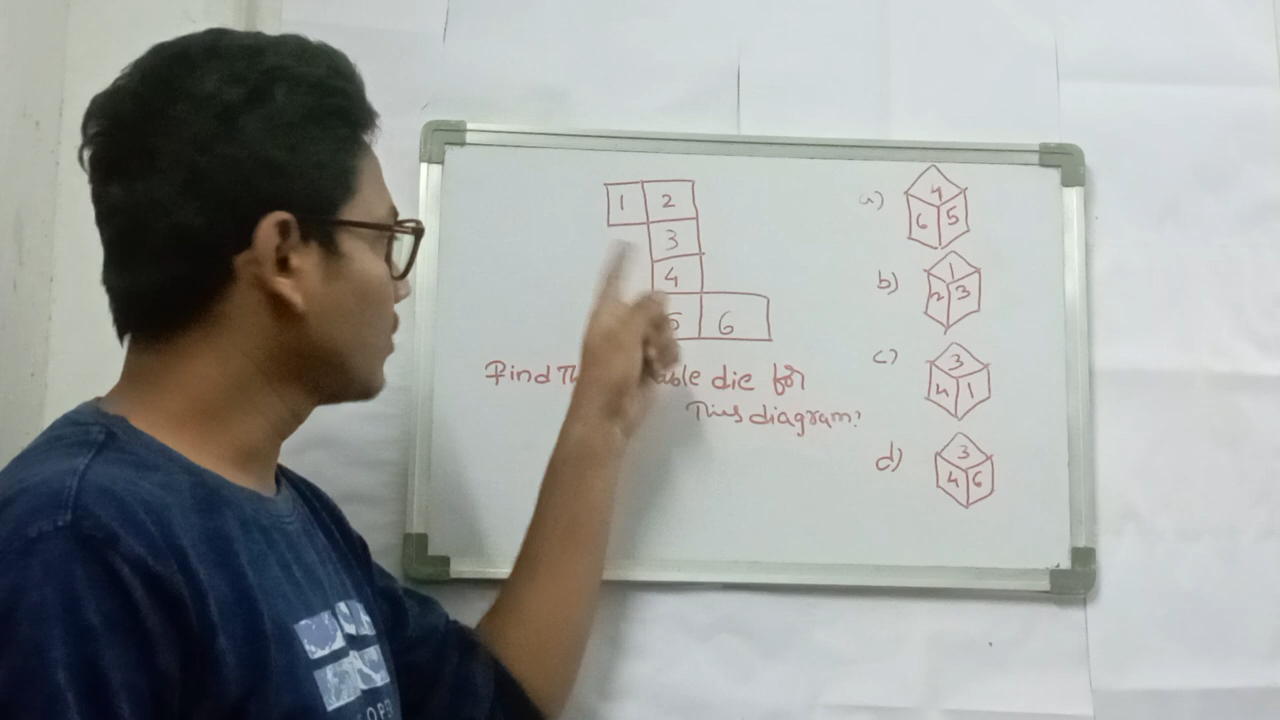 1 2
3
4
5 6
Find die for
This diagram?
a) 4 6 5
b) 1 2 3
c) 3 4 1
d) 3 4 6